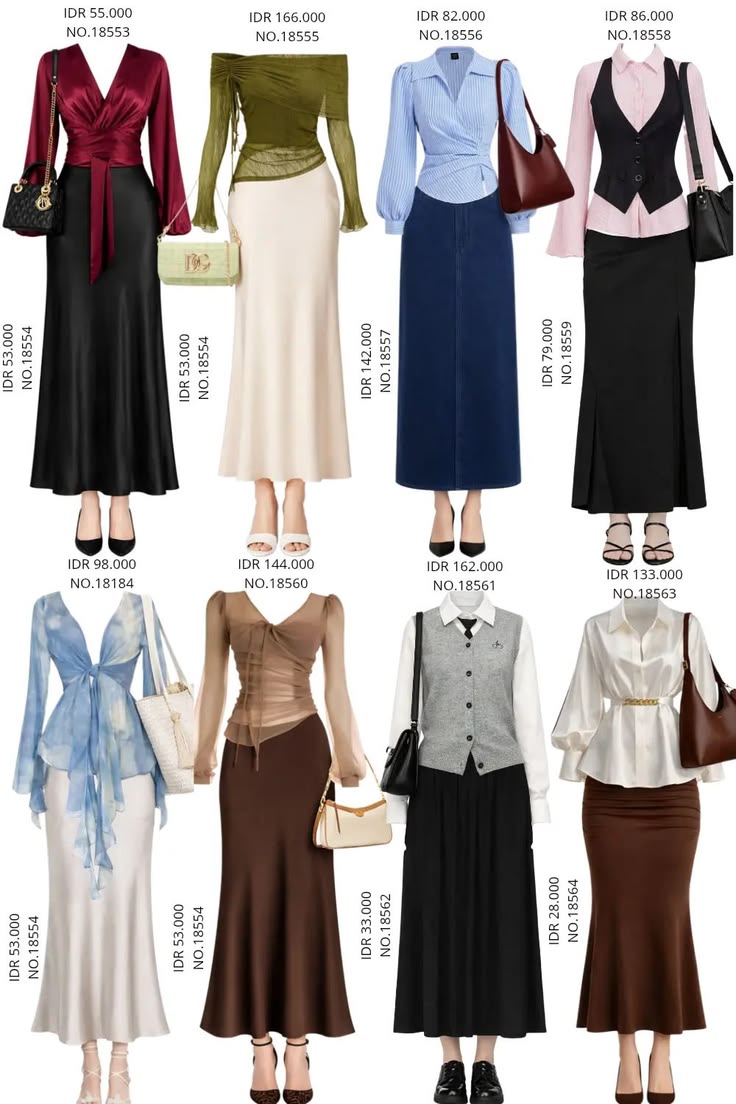 IDR 55.000
NO.18553
IDR 53.000
NO.18554
IDR 166.000
NO.18555
IDR 53.000
NO.18554
IDR 82.000
NO.18556
IDR 142.000
NO.18557
IDR 86.000
NO.18558
IDR 79.000
NO.18559
IDR 98.000
NO.18184
IDR 53.000
NO.18554
IDR 144.000
NO.18560
IDR 53.000
NO.18554
IDR 162.000
NO.18561
IDR 33.000
NO.18562
IDR 133.000
NO.18563
IDR 28.000
NO.18564